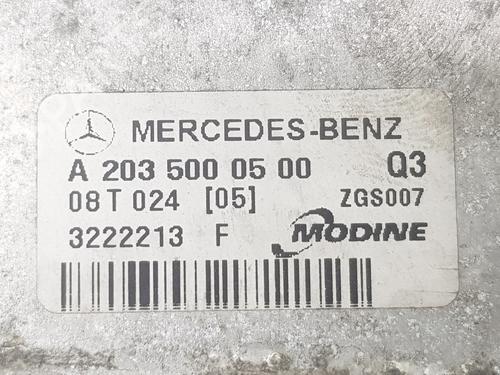 MERCEDES-BENZ
A 203 500 05 00 Q3
08 T 024 [05] ZGS007
3222213 F MODINE